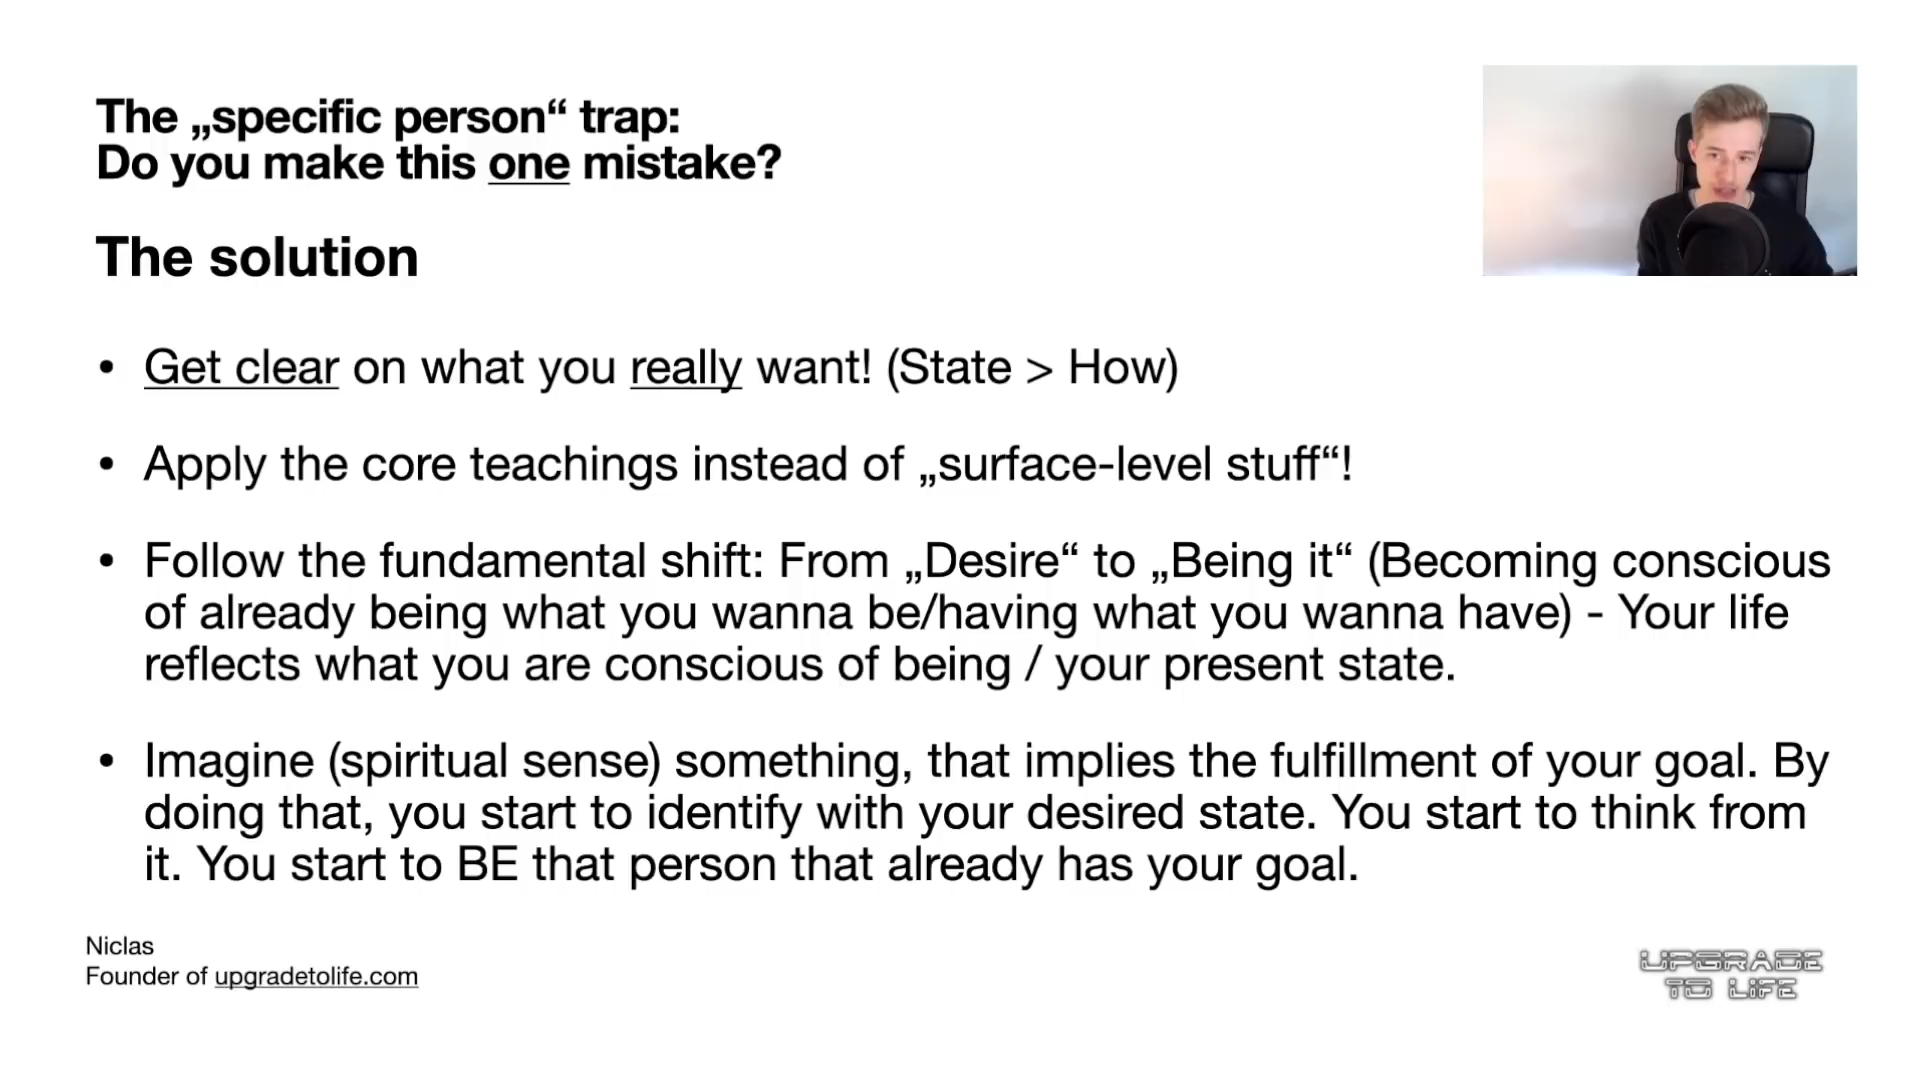 The „specific person“ trap:
Do you make this one mistake?
The solution
• Get clear on what you really want! (State > How)
• Apply the core teachings instead of „surface-level stuff“!
• Follow the fundamental shift: From „Desire“ to „Being it“ (Becoming conscious
of already being what you wanna be/having what you wanna have) - Your life
reflects what you are conscious of being / your present state.
• Imagine (spiritual sense) something, that implies the fulfillment of your goal. By
doing that, you start to identify with your desired state. You start to think from
it. You start to BE that person that already has your goal.
Niclas
Founder of upgradetolife.com
UPGRADE
TO LIFE